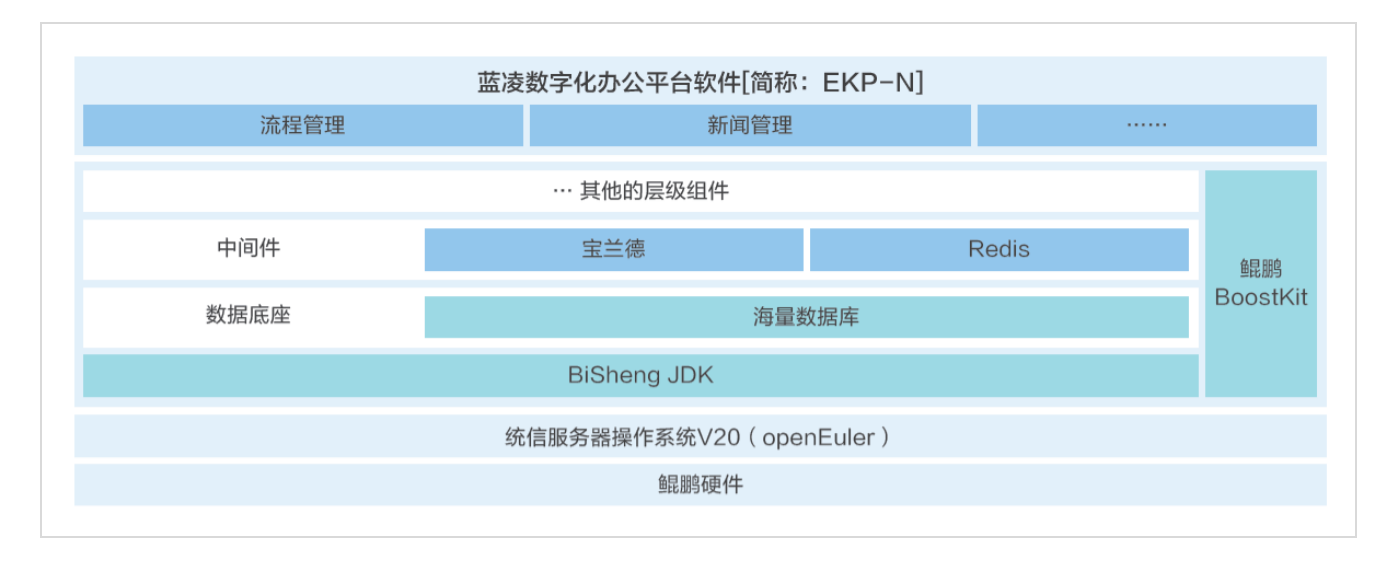 蓝凌数字化办公平台软件[简称：EKP-N]
流程管理
新闻管理
……
… 其他的层级组件
中间件
宝兰德
Redis
数据底座
海量数据库
BiSheng JDK
鲲鹏
BoostKit
统信服务器操作系统V20（openEuler）
鲲鹏硬件